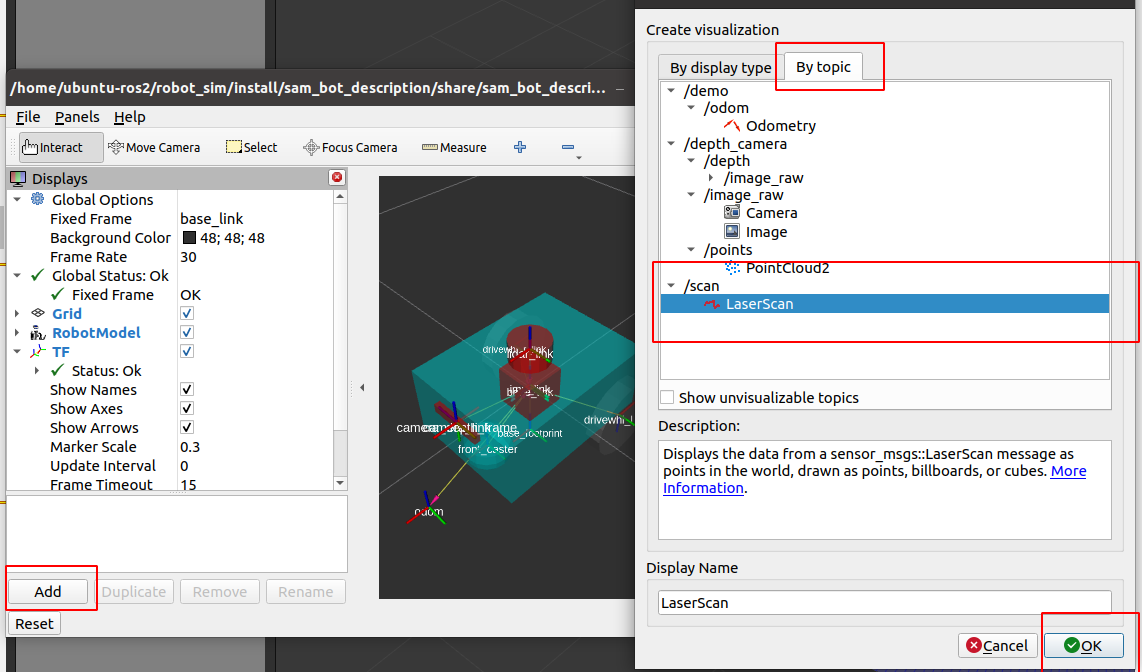 /home/ubuntu-ros2/robot_sim/install/sam_bot_description/share/sam_bot_descri...
File Panels Help
Interact Move Camera Select Focus Camera Measure
Displays
Global Options
Fixed Frame base_link
Background Color 48; 48; 48
Frame Rate 30
Global Status: Ok
Fixed Frame OK
Grid
RobotModel
TF
Status: Ok
Show Names
Show Axes
Show Arrows
Marker Scale 0.3
Update Interval 0
Frame Timeout 15
Add Duplicate Remove Rename
Reset
base_footprint
front_caster
odom
Create visualization
By display type By topic
/demo
/odom
Odometry
/depth_camera
/depth
/image_raw
/image_raw
Camera
Image
/points
PointCloud2
/scan
LaserScan
Show unvisualizable topics
Description:
Displays the data from a sensor_msgs::LaserScan message as
points in the world, drawn as points, billboards, or cubes. More
Information.
Display Name
LaserScan
Cancel OK